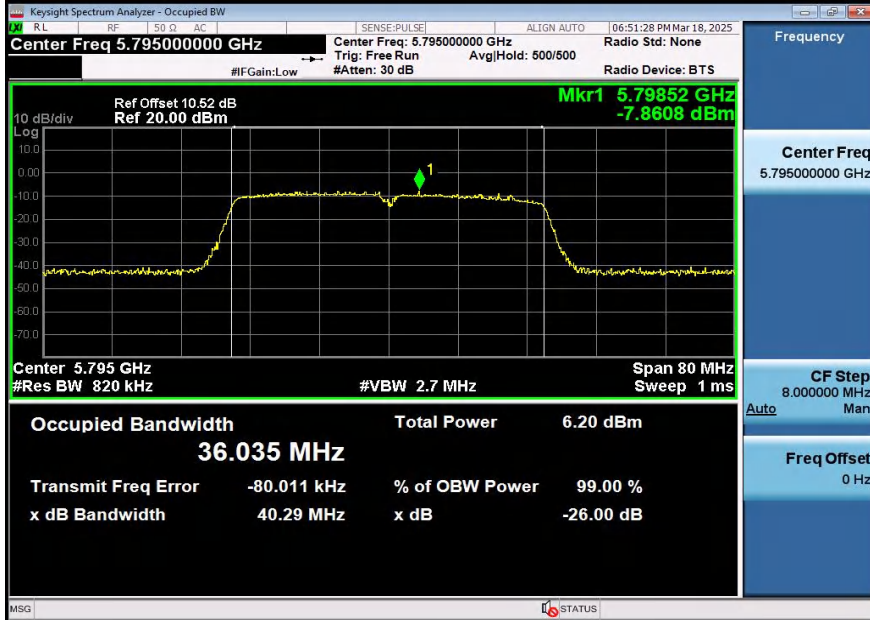 Keysight Spectrum Analyzer - Occupied BW
LXI RL RF 50 Ω AC SENSE:PULSE ALIGN AUTO 06:51:28 PM Mar 18, 2025
Center Freq 5.795000000 GHz
Center Freq: 5.795000000 GHz Radio Std: None
Trig: Free Run Avg|Hold: 500/500
#IFGain:Low #Atten: 30 dB Radio Device: BTS
Frequency
Mkr1 5.79852 GHz
-7.8608 dBm
Ref Offset 10.52 dB
10 dB/div Ref 20.00 dBm
Log
10.0
0.00
-10.0
-20.0
-30.0
-40.0
-50.0
-60.0
-70.0
1
Center 5.795 GHz Span 80 MHz
#Res BW 820 kHz #VBW 2.7 MHz Sweep 1 ms
Occupied Bandwidth Total Power 6.20 dBm
36.035 MHz
Transmit Freq Error -80.011 kHz % of OBW Power 99.00 %
x dB Bandwidth 40.29 MHz x dB -26.00 dB
Center Freq
5.795000000 GHz
CF Step
8.000000 MHz
Auto Man
Freq Offset
0 Hz
MSG STATUS